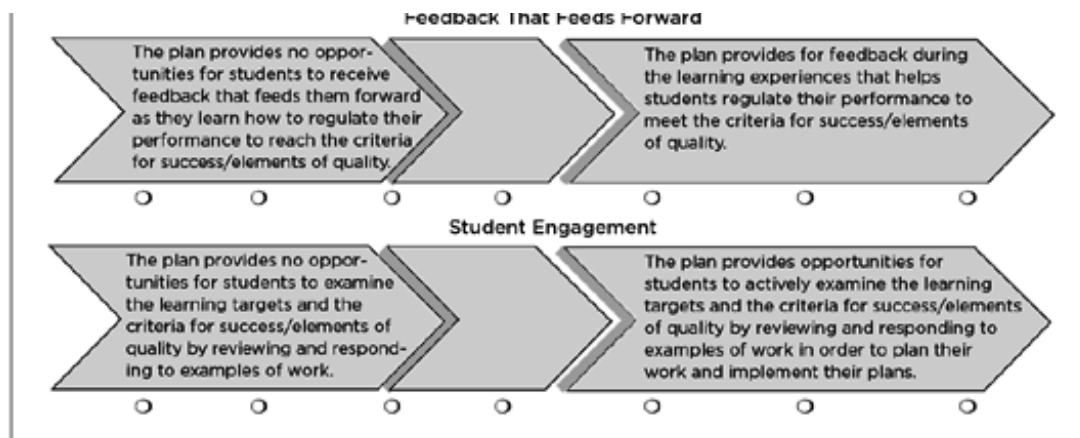 Feedback That Feeds Forward
The plan provides no oppor-
tunities for students to receive
feedback that feeds them forward
as they learn how to regulate their
performance to reach the criteria
for success/elements of quality.
The plan provides for feedback during
the learning experiences that helps
students regulate their performance to
meet the criteria for success/elements
of quality.
Student Engagement
The plan provides no oppor-
tunities for students to examine
the learning targets and the
criteria for success/elements of
quality by reviewing and respond-
ing to examples of work.
The plan provides opportunities for
students to actively examine the learning
targets and the criteria for success/elements
of quality by reviewing and responding to
examples of work in order to plan their
work and implement their plans.